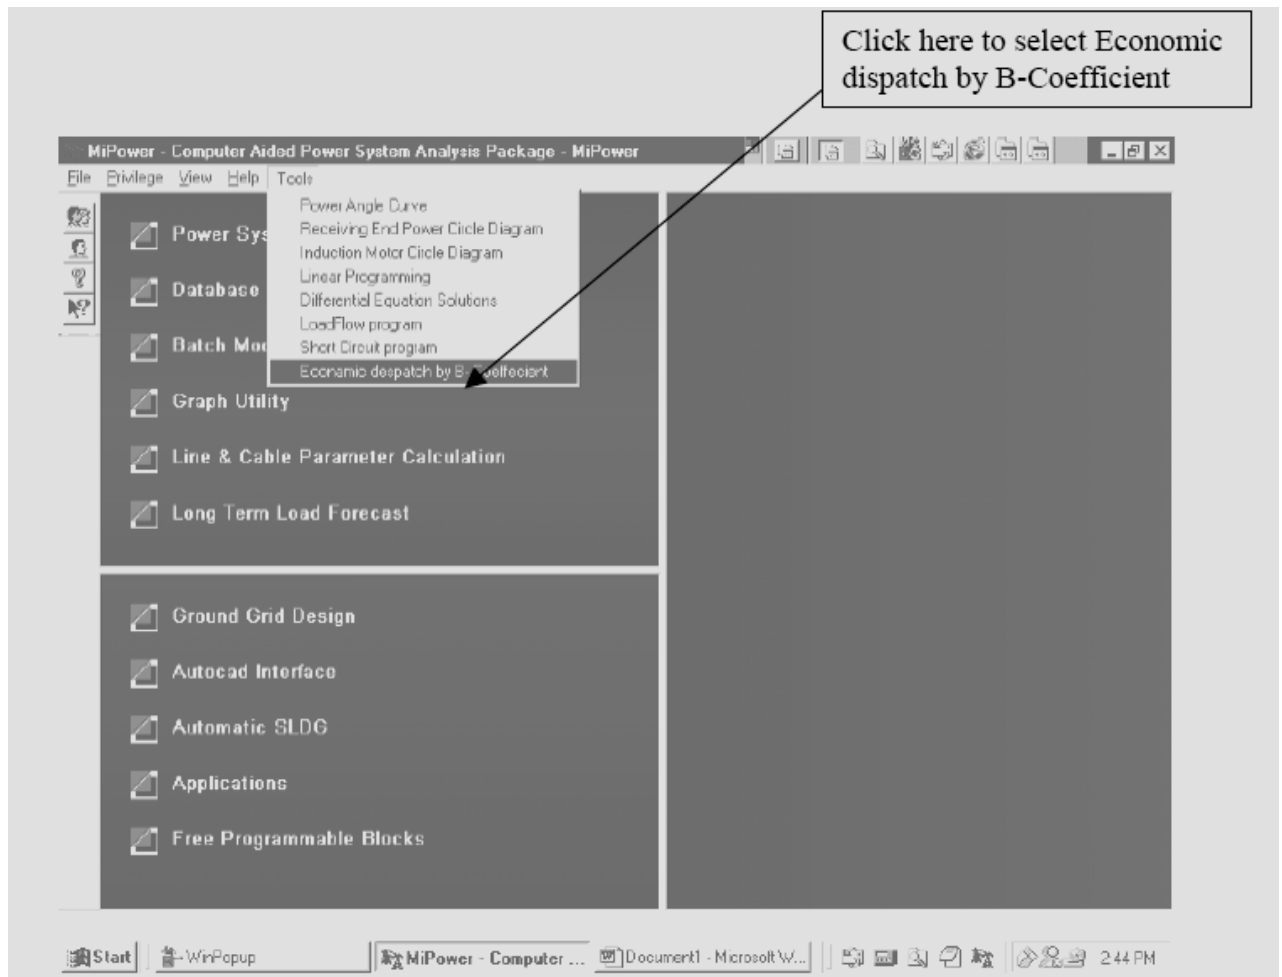 Click here to select Economic
dispatch by B-Coefficient
MiPower - Computer Aided Power System Analysis Package - MiPower
File Privilege View Help Tools
Power Angle Curve
Receiving End Power Circle Diagram
Induction Motor Circle Diagram
Linear Programming
Differential Equation Solutions
LoadFlow program
Short Circuit program
Economic despatch by B-Coeffecient
Power Sys
Database
Batch Mod
Graph Utility
Line & Cable Parameter Calculation
Long Term Load Forecast
Ground Grid Design
Autocad Interface
Automatic SLDG
Applications
Free Programmable Blocks
Start WinPopup MiPower - Computer ... Document1 - Microsoft W... 2:44 PM